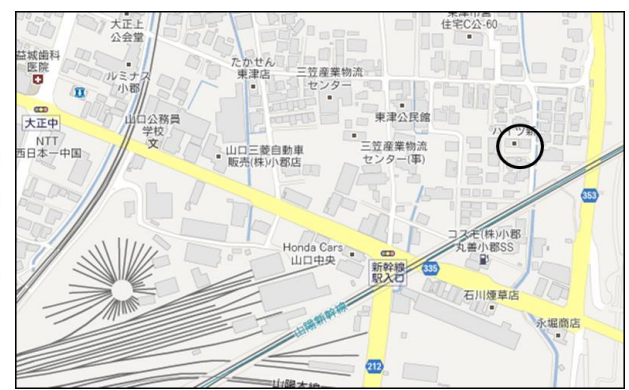 大正上
公会堂
東津市営
住宅C公-60
益城歯科
医院
ルミナス
小郡
たかせん
東津店
三笠産業物流
センター
大正中
NTT
西日本一中国
山口公務員
学校
文
東津公民館
山口三菱自動車
販売(株)小郡店
三笠産業物流
センター(事)
353
コスモ(株)小郡
丸善小郡SS
Honda Cars
山口中央
新幹線
駅入口
335
石川煙草店
永堀商店
山陽新幹線
212
山陽本線